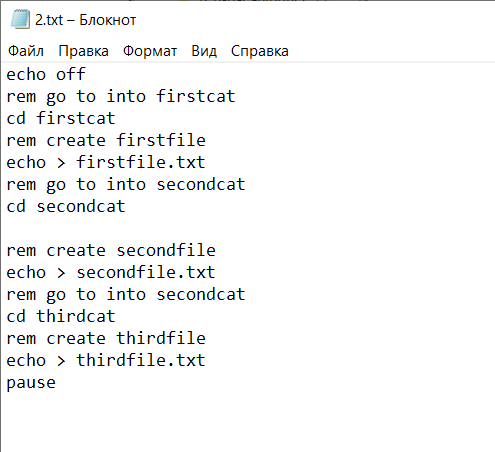 2.txt – Блокнот
Файл Правка Формат Вид Справка
echo off
rem go to into firstcat
cd firstcat
rem create firstfile
echo > firstfile.txt
rem go to into secondcat
cd secondcat
rem create secondfile
echo > secondfile.txt
rem go to into secondcat
cd thirdcat
rem create thirdfile
echo > thirdfile.txt
pause